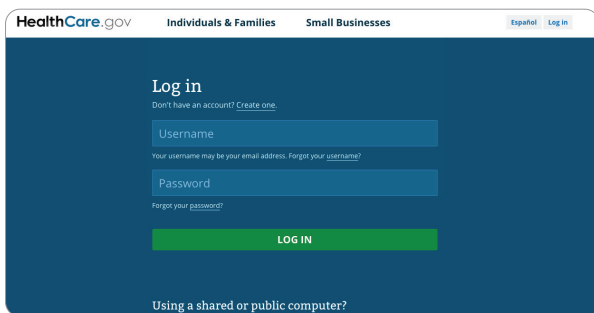 HealthCare.gov Individuals & Families Small Businesses Español Log in
Log in
Don't have an account? Create one.
Username
Your username may be your email address. Forgot your username?
Password
Forgot your password?
LOG IN
Using a shared or public computer?